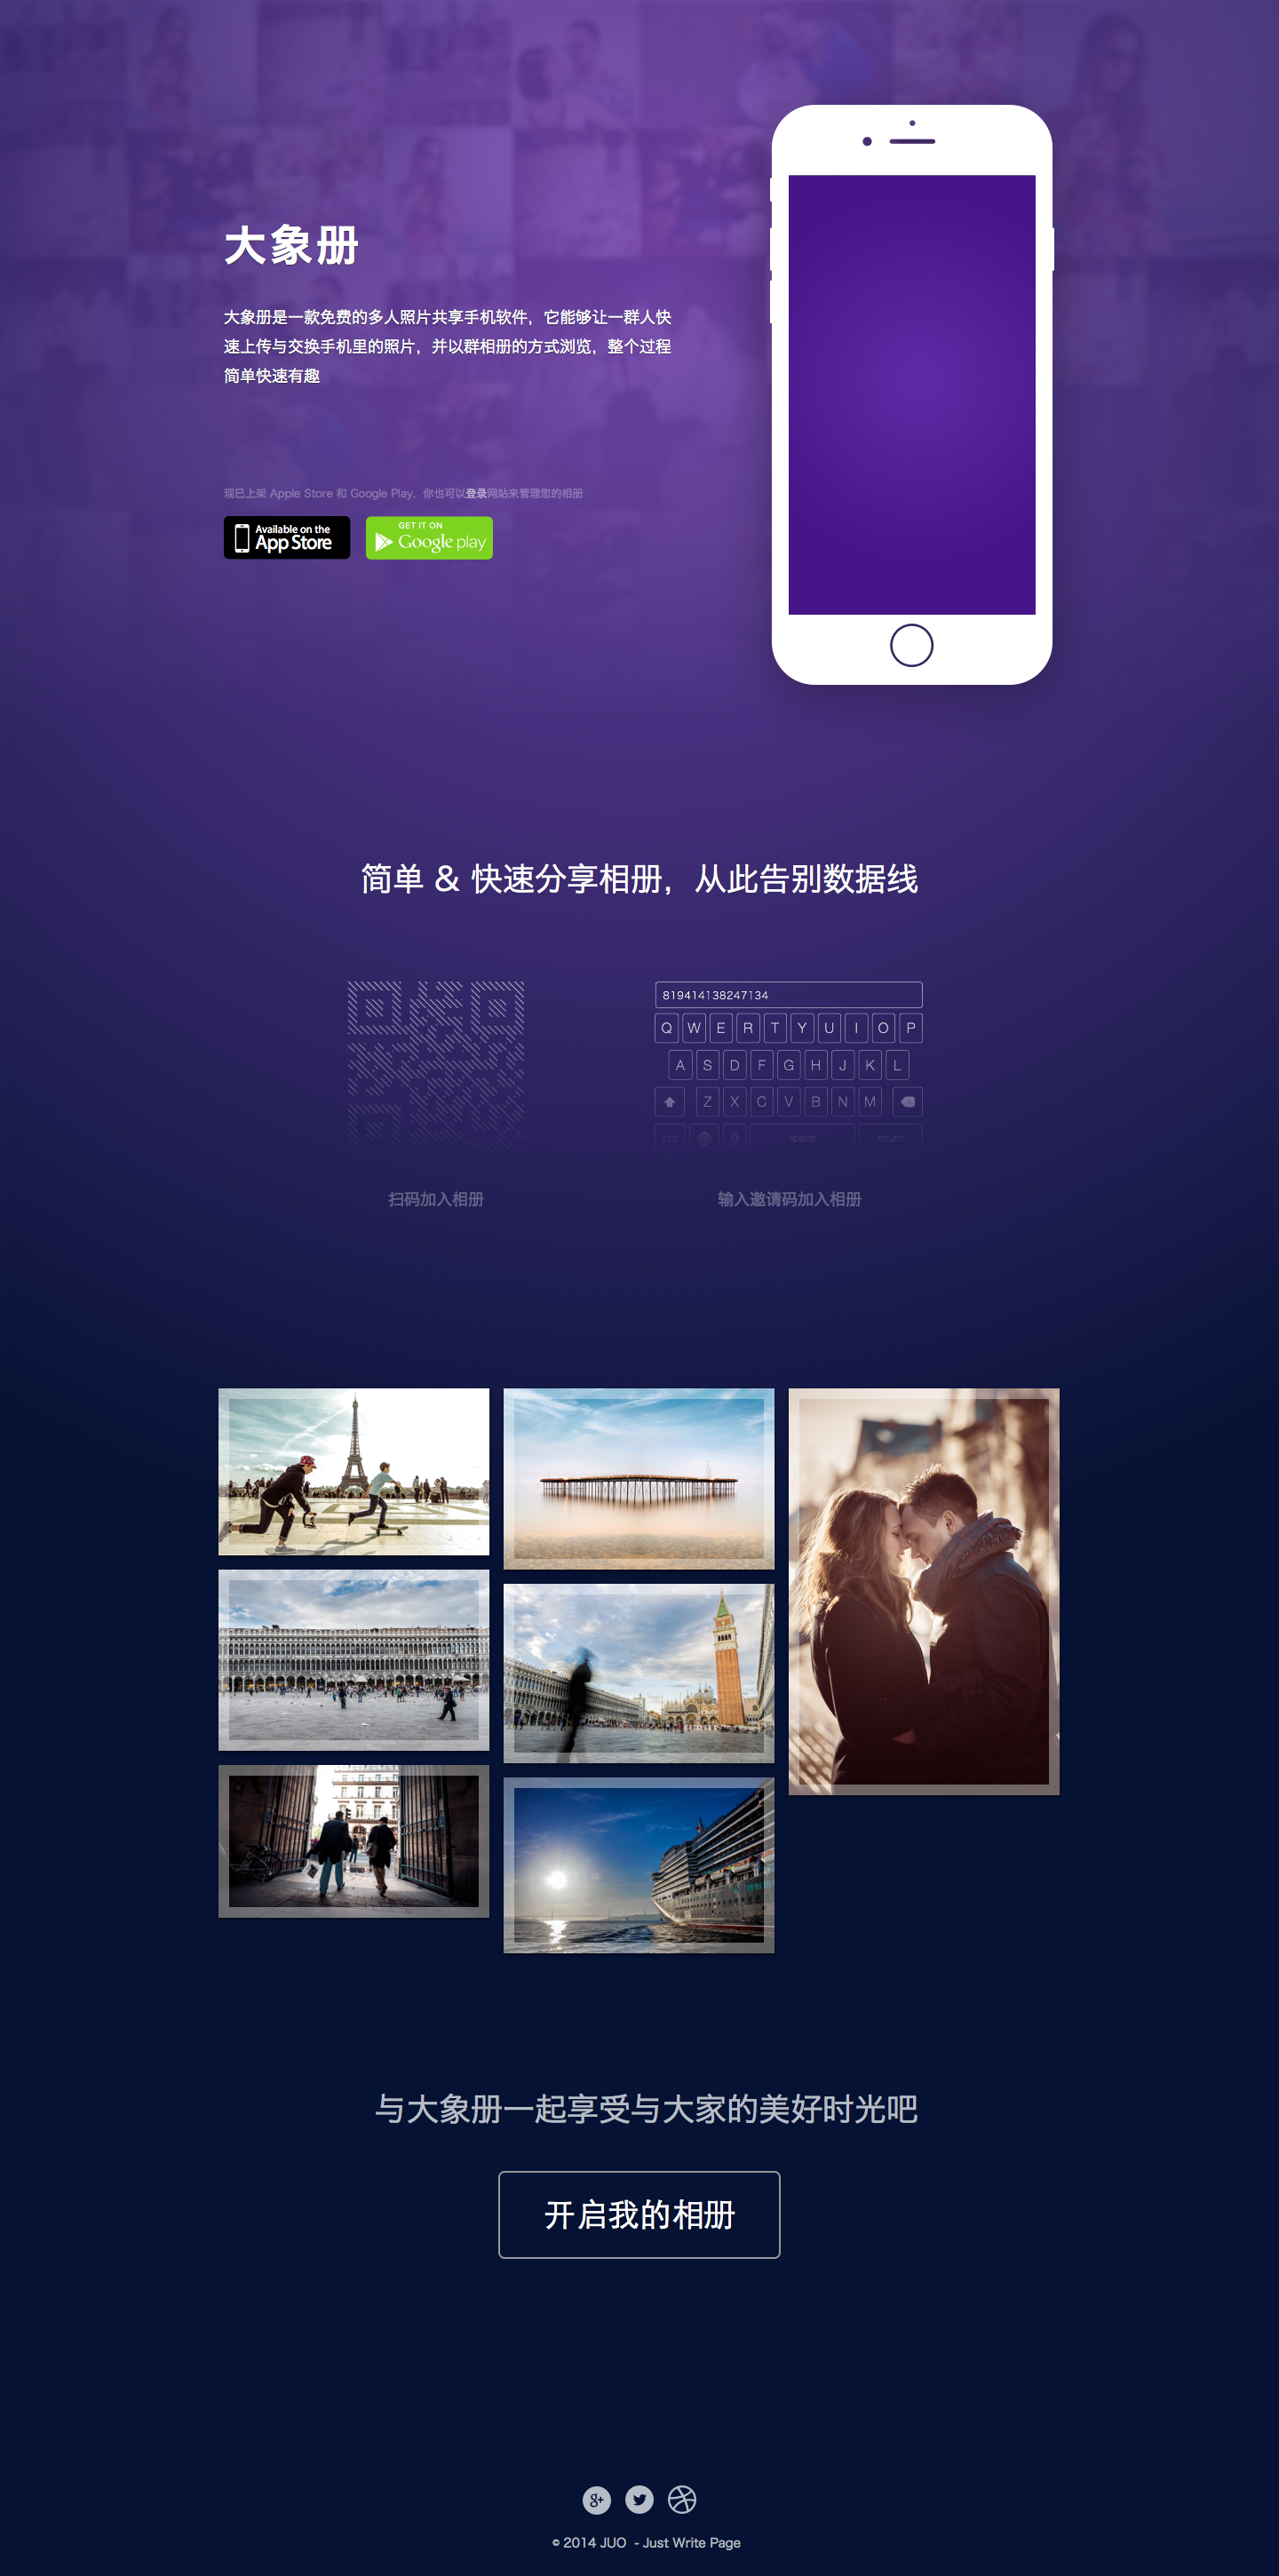 大象册
大象册是一款免费的多人照片共享手机软件，它能够让一群人快
速上传与交换手机里的照片，并以群相册的方式浏览，整个过程
简单快速有趣
现已上架 Apple Store 和 Google Play，你也可以登录网站来管理您的相册
Available on the
App Store
GET IT ON
Google play
简单 & 快速分享相册，从此告别数据线
819414138247134
Q W E R T Y U I O P
A S D F G H J K L
Z X C V B N M
123 space return
扫码加入相册
输入邀请码加入相册
与大象册一起享受与大家的美好时光吧
开启我的相册
g+
© 2014 JUO - Just Write Page